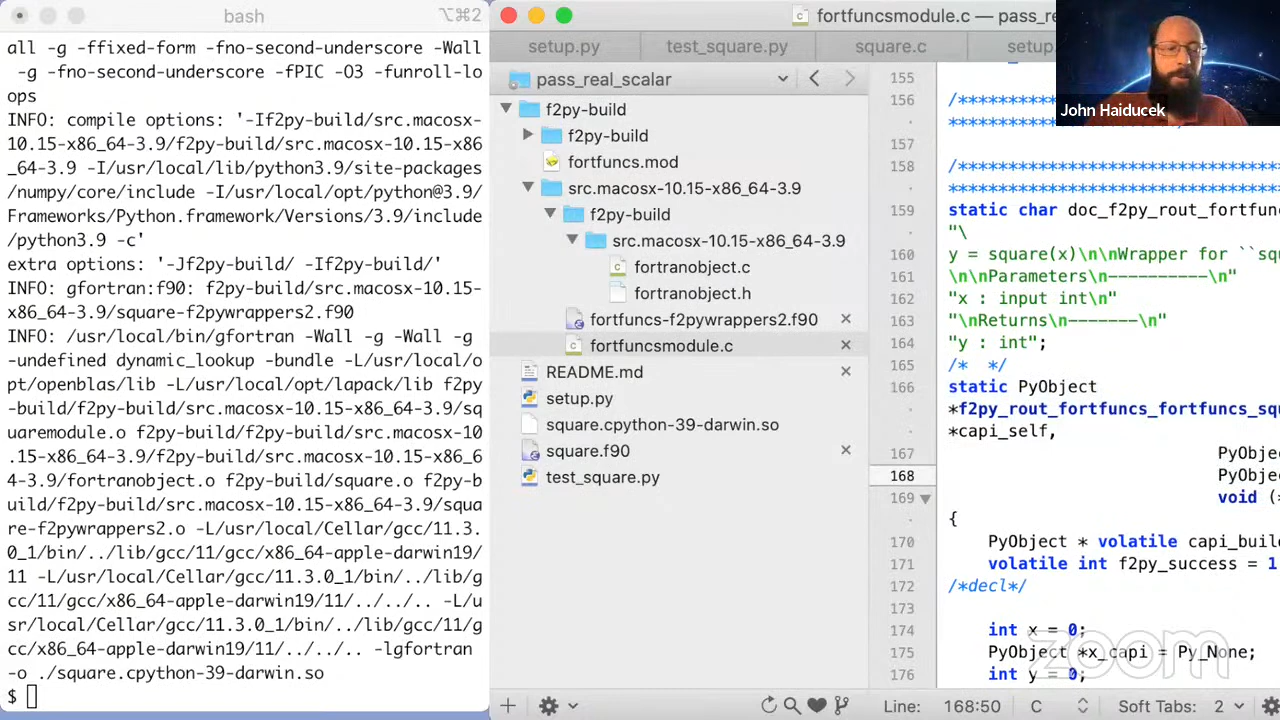 bash
⌥⌘2
all -g -ffixed-form -fno-second-underscore -Wall
-g -fno-second-underscore -fPIC -O3 -funroll-lo
ops
INFO: compile options: '-If2py-build/src.macosx-
10.15-x86_64-3.9/f2py-build/src.macosx-10.15-x86
_64-3.9 -I/usr/local/lib/python3.9/site-packages
/numpy/core/include -I/usr/local/opt/python@3.9/
Frameworks/Python.framework/Versions/3.9/include
/python3.9 -c'
extra options: '-Jf2py-build/ -If2py-build/'
INFO: gfortran:f90: f2py-build/src.macosx-10.15-
x86_64-3.9/square-f2pywrappers2.f90
INFO: /usr/local/bin/gfortran -Wall -g -Wall -g
-undefined dynamic_lookup -bundle -L/usr/local/o
pt/openblas/lib -L/usr/local/opt/lapack/lib f2py
-build/f2py-build/src.macosx-10.15-x86_64-3.9/sq
uaremodule.o f2py-build/f2py-build/src.macosx-10
.15-x86_64-3.9/f2py-build/src.macosx-10.15-x86_6
4-3.9/fortranobject.o f2py-build/square.o f2py-b
uild/f2py-build/src.macosx-10.15-x86_64-3.9/squa
re-f2pywrappers2.o -L/usr/local/Cellar/gcc/11.3.
0_1/bin/../lib/gcc/11/gcc/x86_64-apple-darwin19/
11 -L/usr/local/Cellar/gcc/11.3.0_1/bin/../lib/g
cc/11/gcc/x86_64-apple-darwin19/11/../../.. -L/u
sr/local/Cellar/gcc/11.3.0_1/bin/../lib/gcc/11/g
cc/x86_64-apple-darwin19/11/../../.. -lgfortran
-o ./square.cpython-39-darwin.so
$
fortfuncsmodule.c — pass_re
setup.py
test_square.py
square.c
setup.
pass_real_scalar
f2py-build
f2py-build
fortfuncs.mod
src.macosx-10.15-x86_64-3.9
f2py-build
src.macosx-10.15-x86_64-3.9
fortranobject.c
fortranobject.h
fortfuncs-f2pywrappers2.f90
fortfuncsmodule.c
README.md
setup.py
square.cpython-39-darwin.so
square.f90
test_square.py
155
156 /***********
***********
157
158 /*********************************
*********************************
159 static char doc_f2py_rout_fortfunc
"\
160 y = square(x)\n\nWrapper for ``squ
161 \n\nParameters\n----------\n"
162 "x : input int\n"
163 "\nReturns\n-------\n"
164 "y : int";
165 /*  */
166 static PyObject
*f2py_rout_fortfuncs_fortfuncs_squ
*capi_self,
167 PyObjec
168 PyObjec
169 void (*
{
170 PyObject * volatile capi_buil
171 volatile int f2py_success = 1
172 /*decl*/
173
174 int x = 0;
175 PyObject *x_capi = Py_None;
176 int y = 0;
Line: 168:50
C
Soft Tabs: 2
John Haiducek
zoom